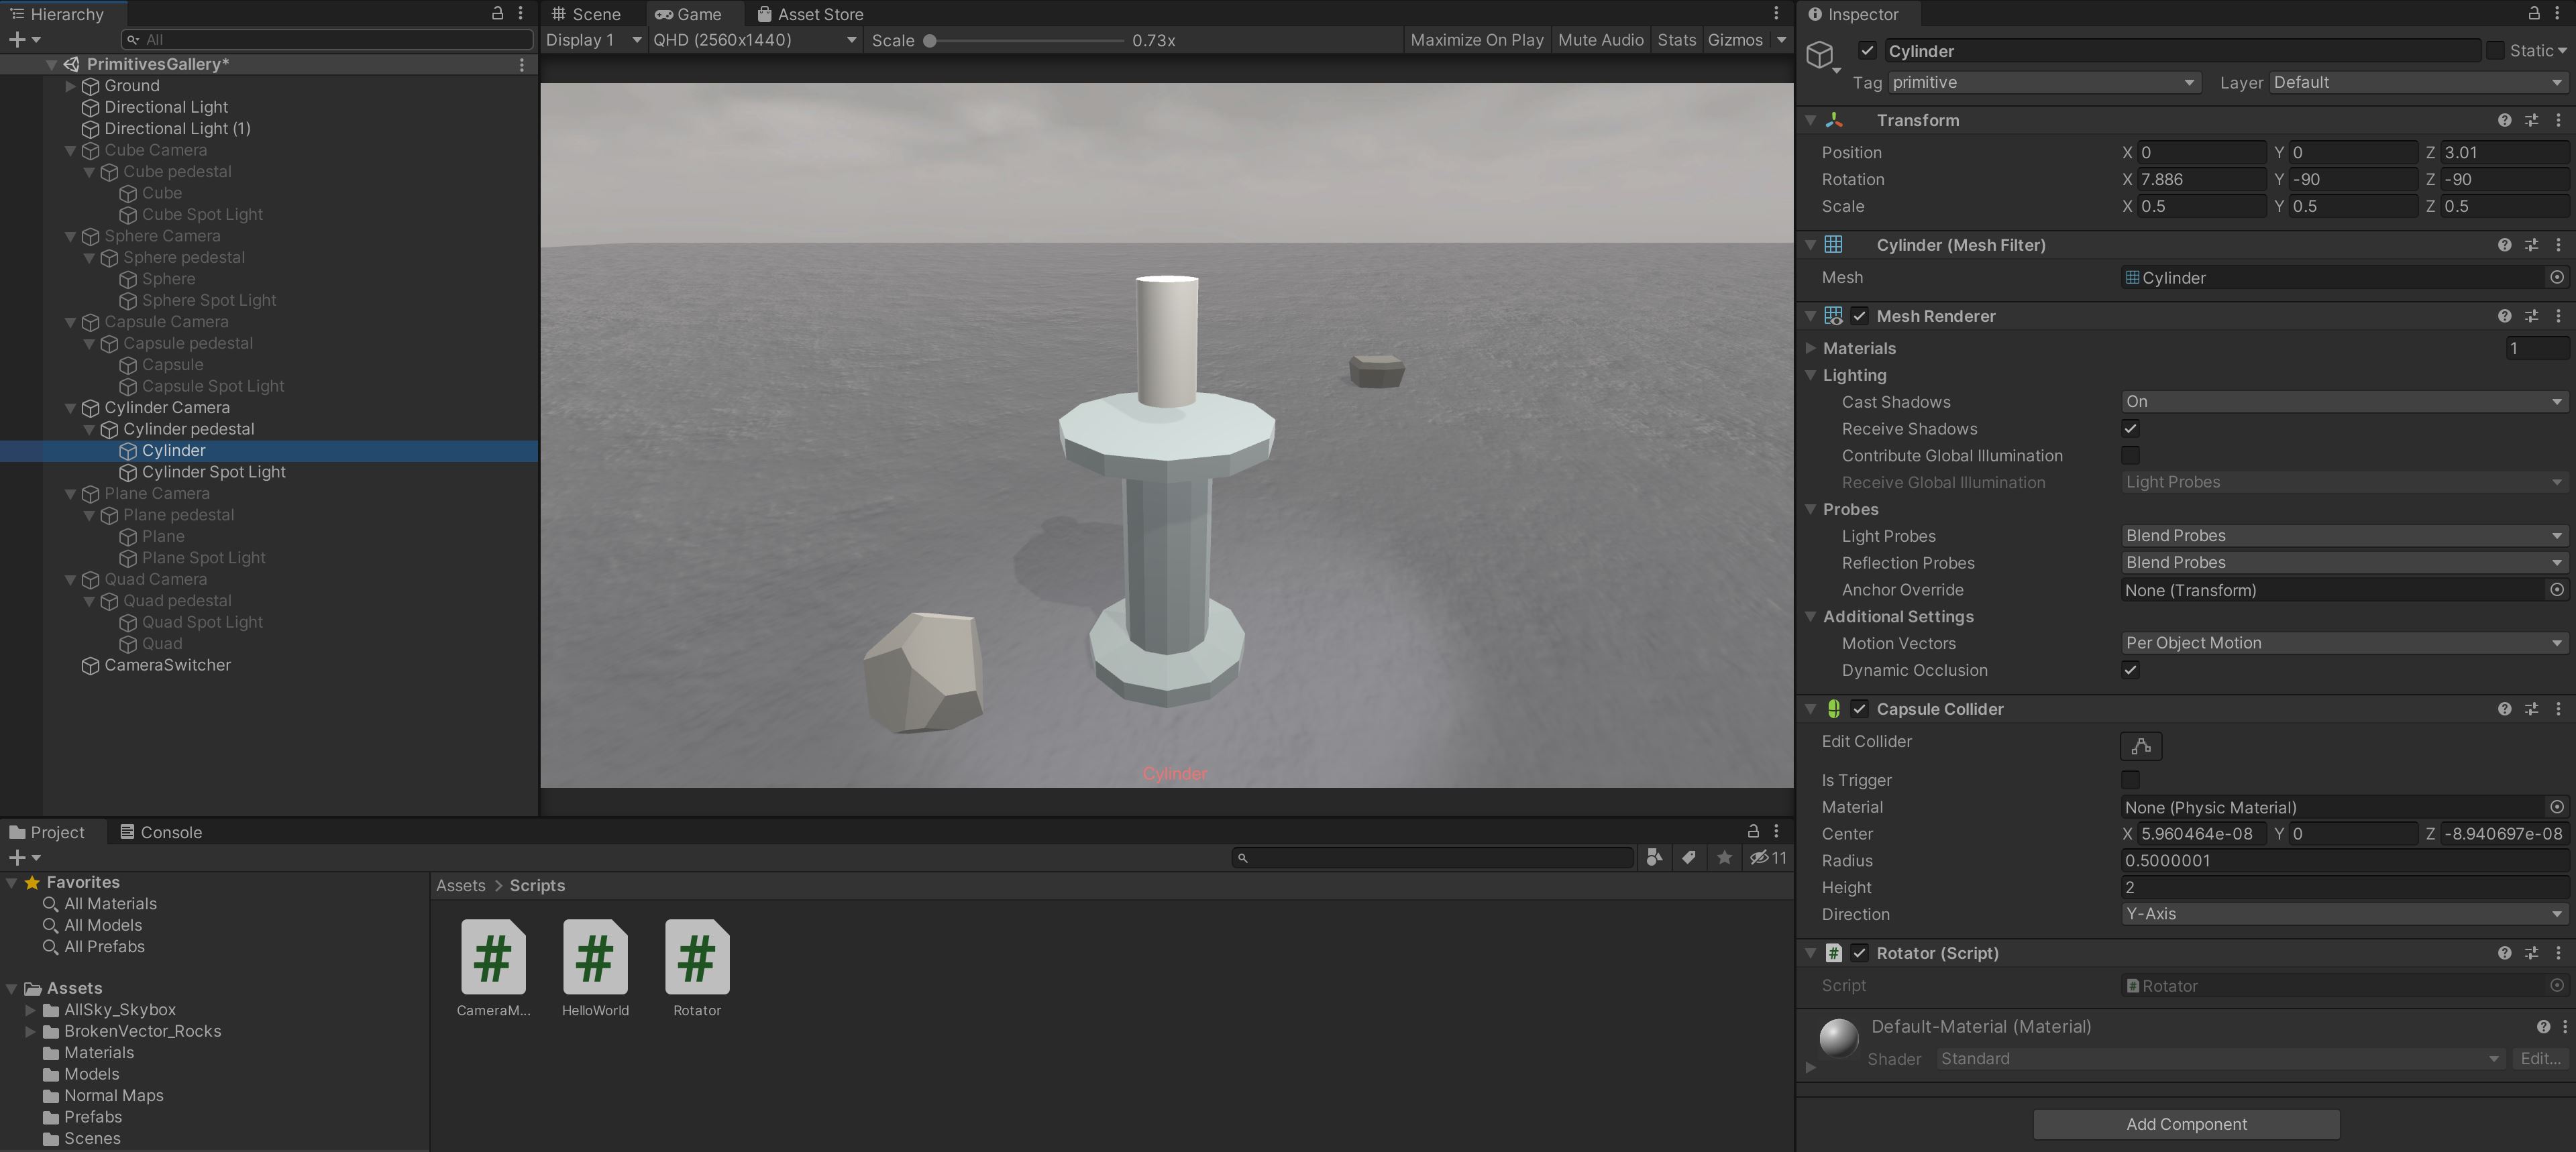 Hierarchy
All
PrimitivesGallery*
Ground
Directional Light
Directional Light (1)
Cube Camera
Cube pedestal
Cube
Cube Spot Light
Sphere Camera
Sphere pedestal
Sphere
Sphere Spot Light
Capsule Camera
Capsule pedestal
Capsule
Capsule Spot Light
Cylinder Camera
Cylinder pedestal
Cylinder
Cylinder Spot Light
Plane Camera
Plane pedestal
Plane
Plane Spot Light
Quad Camera
Quad pedestal
Quad Spot Light
Quad
CameraSwitcher
Scene Game Asset Store
Display 1 QHD (2560x1440) Scale 0.73x Maximize On Play Mute Audio Stats Gizmos
Cylinder
Project Console
11
Favorites
All Materials
All Models
All Prefabs
Assets
AllSky_Skybox
BrokenVector_Rocks
Materials
Models
Normal Maps
Prefabs
Scenes
Assets > Scripts
CameraM... HelloWorld Rotator
Inspector
Cylinder Static
Tag primitive Layer Default
Transform
Position X 0 Y 0 Z 3.01
Rotation X 7.886 Y -90 Z -90
Scale X 0.5 Y 0.5 Z 0.5
Cylinder (Mesh Filter)
Mesh Cylinder
Mesh Renderer
Materials 1
Lighting
Cast Shadows On
Receive Shadows
Contribute Global Illumination
Receive Global Illumination Light Probes
Probes
Light Probes Blend Probes
Reflection Probes Blend Probes
Anchor Override None (Transform)
Additional Settings
Motion Vectors Per Object Motion
Dynamic Occlusion
Capsule Collider
Edit Collider
Is Trigger
Material None (Physic Material)
Center X 5.960464e-08 Y 0 Z -8.940697e-08
Radius 0.5000001
Height 2
Direction Y-Axis
Rotator (Script)
Script Rotator
Default-Material (Material)
Shader Standard Edit...
Add Component